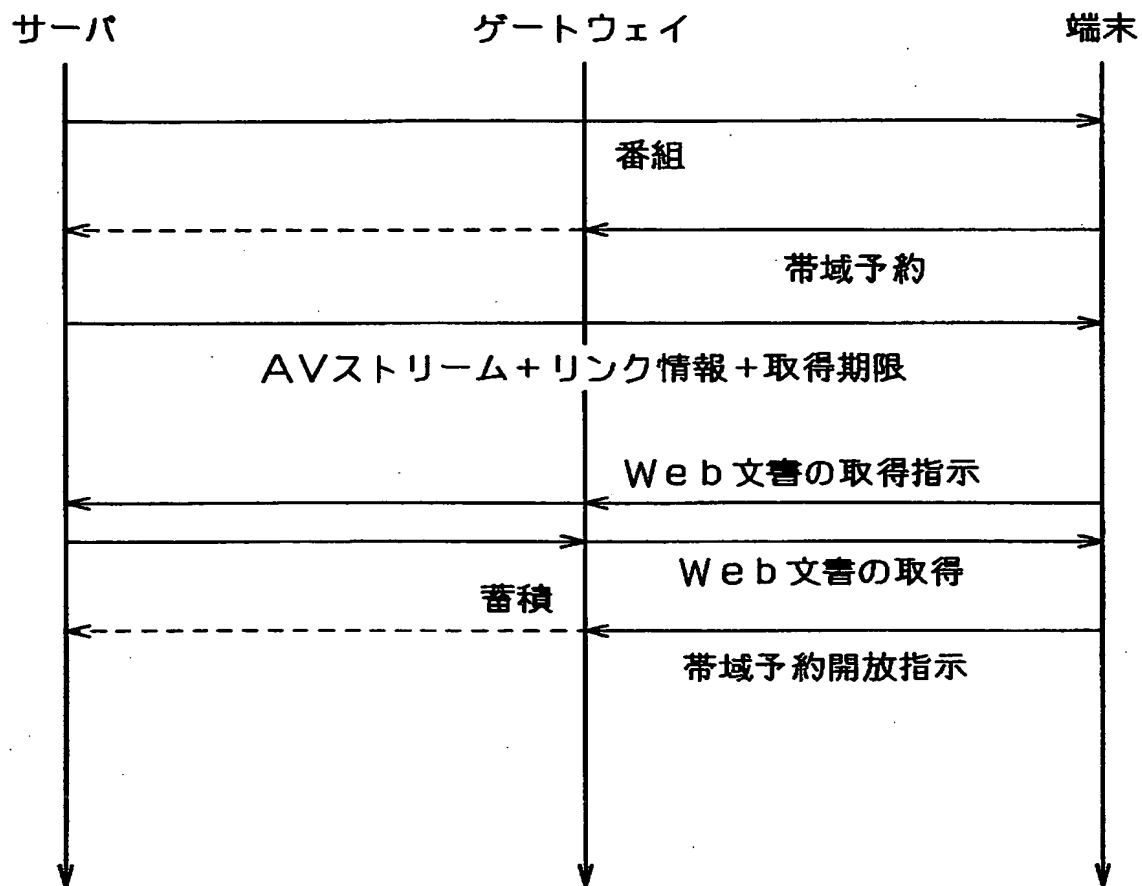 サーバ ゲートウェイ 端末
番組
帯域予約
AVストリーム+リンク情報+取得期限
Web文書の取得指示
Web文書の取得
蓄積
帯域予約開放指示